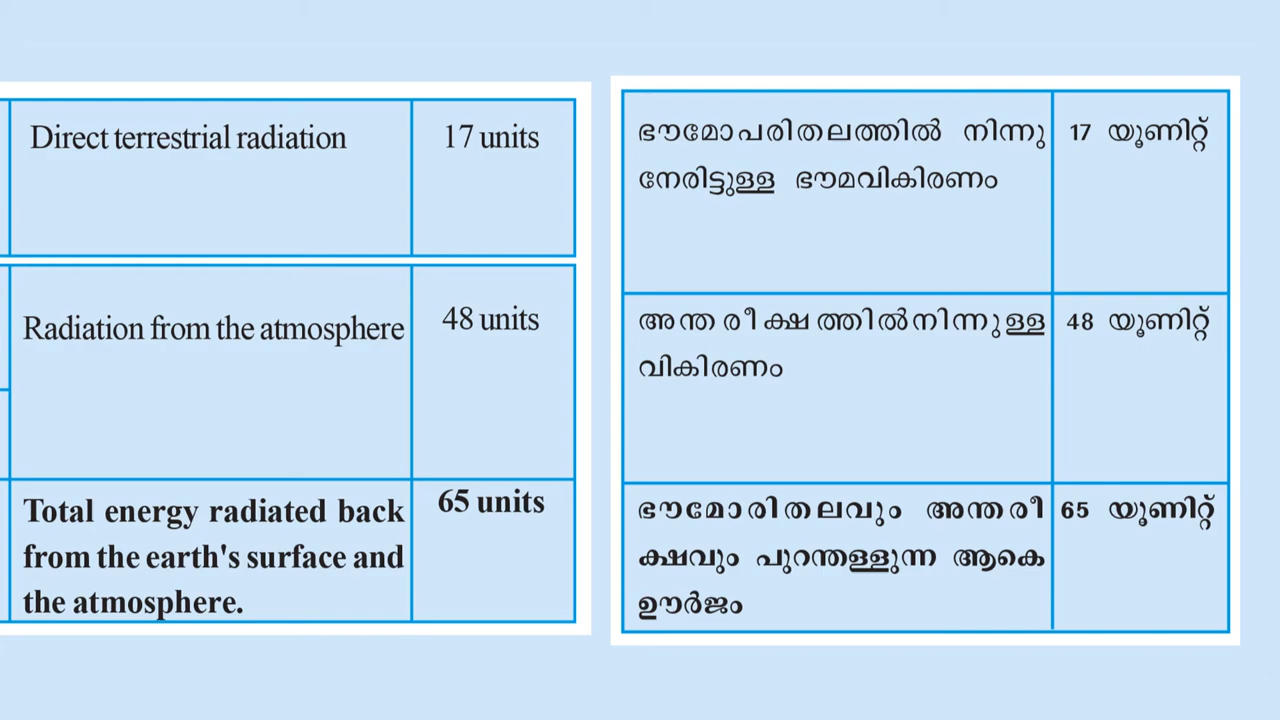 Direct terrestrial radiation
17 units
Radiation from the atmosphere
48 units
Total energy radiated back
from the earth's surface and
the atmosphere.
65 units
ഭൗമോപരിതലത്തിൽ നിന്നു
നേരിട്ടുള്ള ഭൗമവികിരണം
17 യൂണിറ്റ്
അന്തരീക്ഷത്തിൽനിന്നുള്ള
വികിരണം
48 യൂണിറ്റ്
ഭൗമോരിതലവും അന്തരീ
ക്ഷവും പുറന്തള്ളുന്ന ആകെ
ഊർജം
65 യൂണിറ്റ്